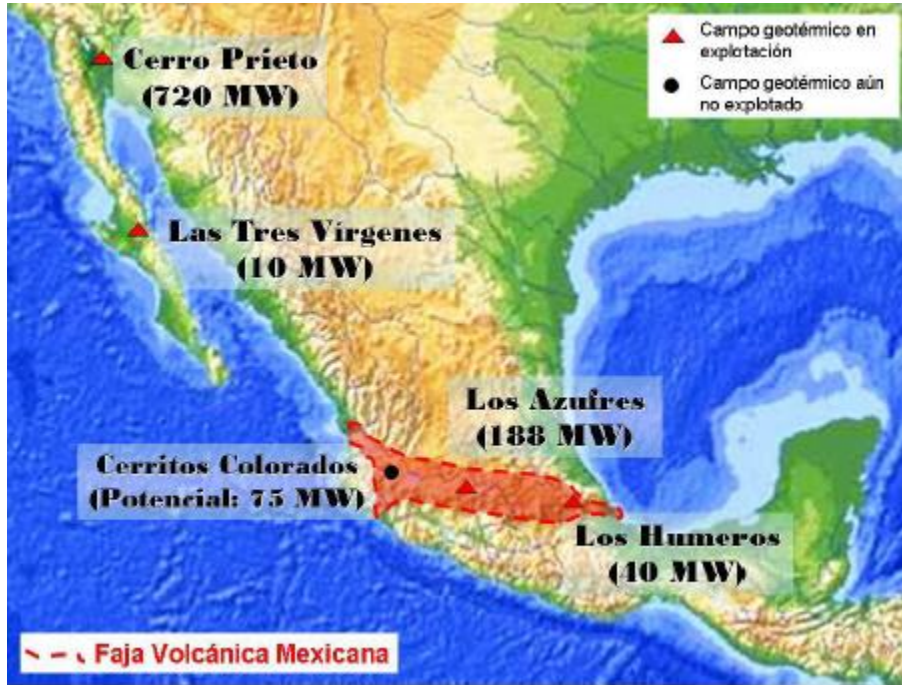 Campo geotérmico en
explotación
Campo geotérmico aún
no explotado
Cerro Prieto
(720 MW)
Las Tres Vírgenes
(10 MW)
Los Azufres
(188 MW)
Cerritos Colorados
(Potencial: 75 MW)
Los Humeros
(40 MW)
Faja Volcánica Mexicana